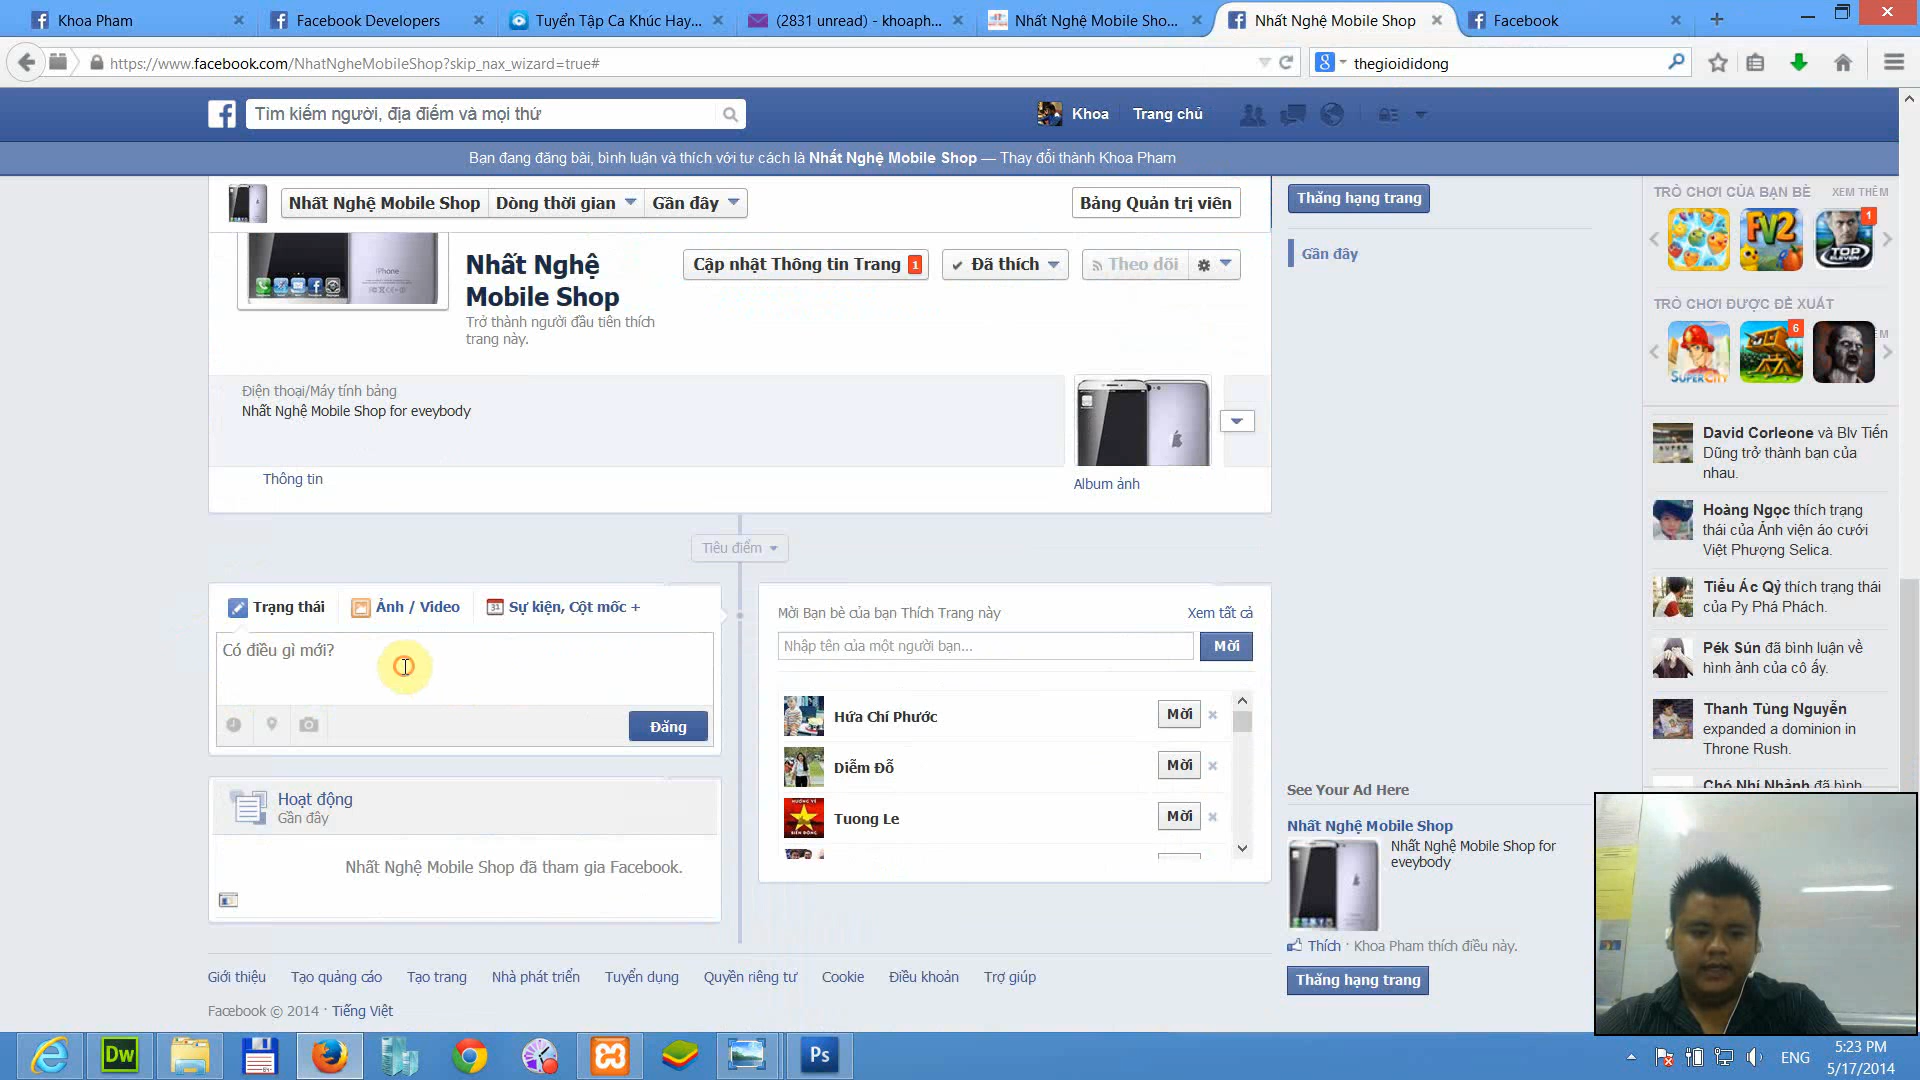 Khoa Pham
Facebook Developers
Tuyển Tập Ca Khúc Hay...
(2831 unread) - khoaph...
Nhất Nghệ Mobile Sho...
Nhất Nghệ Mobile Shop
Facebook
https://www.facebook.com/NhatNgheMobileShop?skip_nax_wizard=true#
thegioididong
Tìm kiếm người, địa điểm và mọi thứ
Khoa
Trang chủ
Bạn đang đăng bài, bình luận và thích với tư cách là Nhất Nghệ Mobile Shop — Thay đổi thành Khoa Pham
Nhất Nghệ Mobile Shop
Dòng thời gian
Gần đây
Bảng Quản trị viên
Nhất Nghệ
Mobile Shop
Trở thành người đầu tiên thích
trang này.
Cập nhật Thông tin Trang 1
Đã thích
Theo dõi
Điện thoại/Máy tính bảng
Nhất Nghệ Mobile Shop for eveybody
Thông tin
Album ảnh
Tiêu điểm
Trạng thái
Ảnh / Video
Sự kiện, Cột mốc +
Có điều gì mới?
Đăng
Hoạt động
Gần đây
Nhất Nghệ Mobile Shop đã tham gia Facebook.
Mời Bạn bè của bạn Thích Trang này
Xem tất cả
Nhập tên của một người bạn...
Mời
Hứa Chí Phước
Mời
Diễm Đỗ
Mời
Tuong Le
Mời
Thăng hạng trang
Gần đây
See Your Ad Here
Nhất Nghệ Mobile Shop
Nhất Nghệ Mobile Shop for
eveybody
Thích · Khoa Pham thích điều này.
Thăng hạng trang
TRÒ CHƠI CỦA BẠN BÈ
XEM THÊM
FV2
TOP
ELEVEN
1
TRÒ CHƠI ĐƯỢC ĐỀ XUẤT
SUPERCITY
6
David Corleone và Blv Tiến
Dũng trở thành bạn của
nhau.
Hoàng Ngọc thích trạng
thái của Ảnh viện áo cưới
Việt Phượng Selica.
Tiểu Ác Qỷ thích trạng thái
của Py Phá Phách.
Pék Sún đã bình luận về
hình ảnh của cô ấy.
Thanh Tùng Nguyễn
expanded a dominion in
Throne Rush.
Chó Nhí Nhảnh đã bình
Giới thiệu
Tạo quảng cáo
Tạo trang
Nhà phát triển
Tuyển dụng
Quyền riêng tư
Cookie
Điều khoản
Trợ giúp
Facebook © 2014 · Tiếng Việt
Dw
Ps
ENG
5:23 PM
5/17/2014